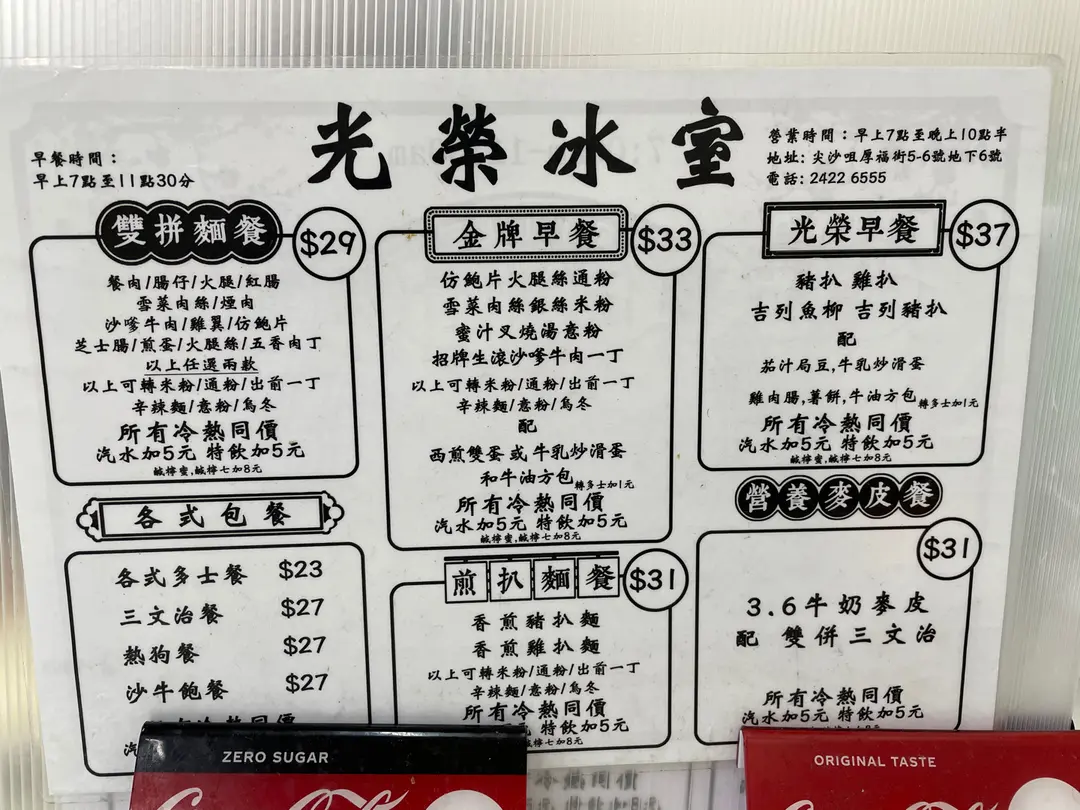 光榮冰室
早餐時間：
早上7點至11點30分
營業時間：早上7點至晚上10點半
地址: 尖沙咀厚福街5-6號地下6號
電話: 2422 6555
雙拼麵餐
$29
餐肉/腸仔/火腿/紅腸
雪菜肉絲/煙肉
沙嗲牛肉/雞翼/仿鮑片
芝士腸/煎蛋/火腿絲/五香肉丁
以上任選兩款
以上可轉米粉/通粉/出前一丁
辛辣麵/意粉/烏冬
所有冷熱同價
汽水加5元 特飲加5元
鹹檸蜜,鹹檸七加8元
各式包餐
各式多士餐 $23
三文治餐 $27
熱狗餐 $27
沙牛飽餐 $27
冷熱同價
汽
金牌早餐
$33
仿鮑片火腿絲通粉
雪菜肉絲銀絲米粉
蜜汁叉燒湯意粉
招牌生滾沙嗲牛肉一丁
以上可轉米粉/通粉/出前一丁
辛辣麵/意粉/烏冬
配
西煎雙蛋或牛乳炒滑蛋
和牛油方包轉多士加1元
所有冷熱同價
汽水加5元 特飲加5元
鹹檸蜜,鹹檸七加8元
煎扒麵餐
$31
香煎豬扒麵
香煎雞扒麵
以上可轉米粉/通粉/出前一丁
辛辣麵/意粉/烏冬
所有冷熱同價
元 特飲加5元
檸七加8元
光榮早餐
$37
豬扒 雞扒
吉列魚柳 吉列豬扒
配
茄汁局豆,牛乳炒滑蛋
雞肉腸,薯餅,牛油方包轉多士加1元
所有冷熱同價
汽水加5元 特飲加5元
鹹檸蜜,鹹檸七加8元
營養麥皮餐
$31
3.6牛奶麥皮
配 雙併三文治
所有冷熱同價
汽水加5元 特飲加5元
ZERO SUGAR
ORIGINAL TASTE